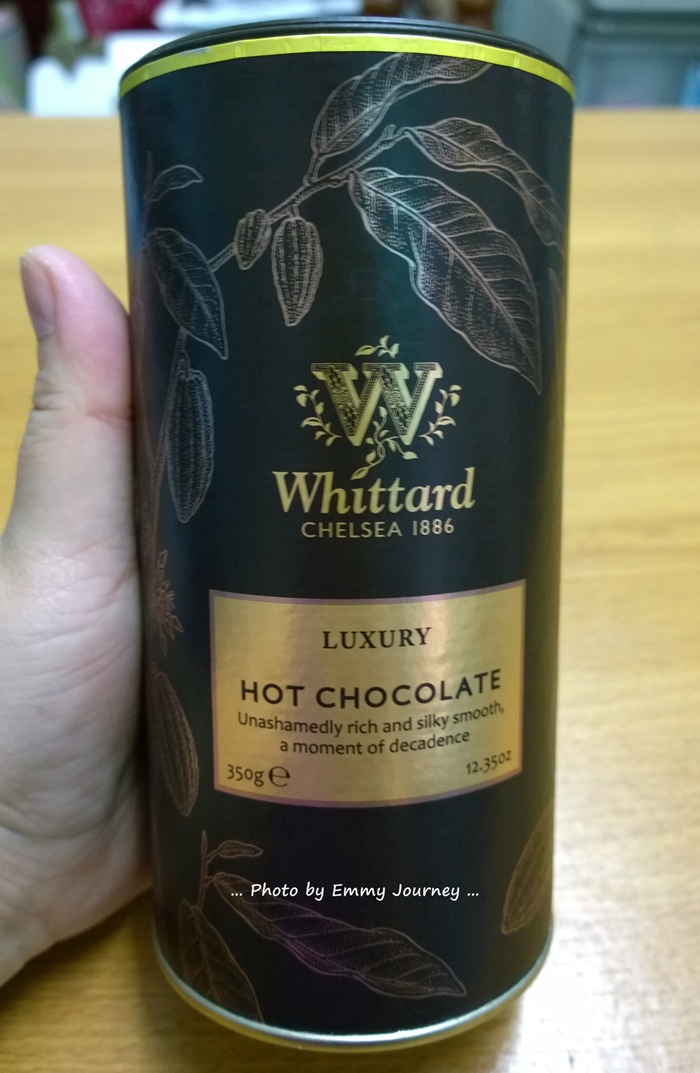 W
Whittard
CHELSEA 1886
LUXURY
HOT CHOCOLATE
Unashamedly rich and silky smooth,
a moment of decadence
350g ℮ 12.35oz
... Photo by Emmy Journey ...